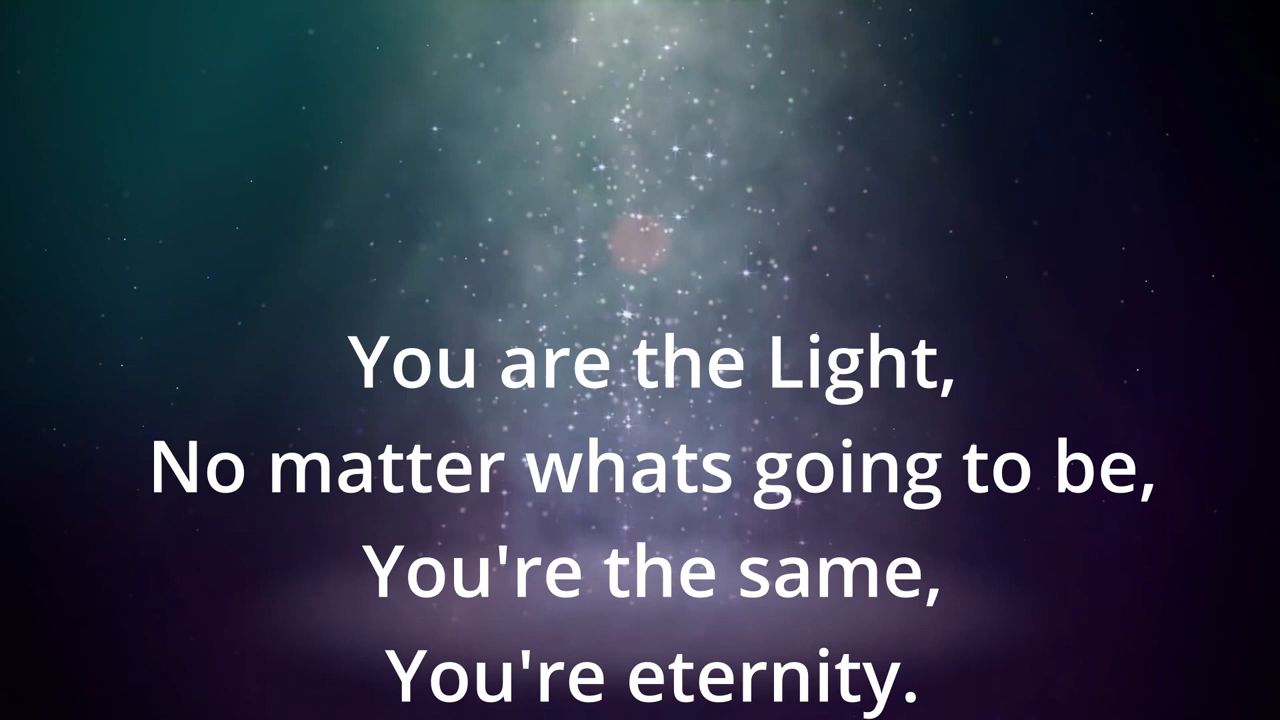 You are the Light,
No matter whats going to be,
You're the same,
You're eternity.